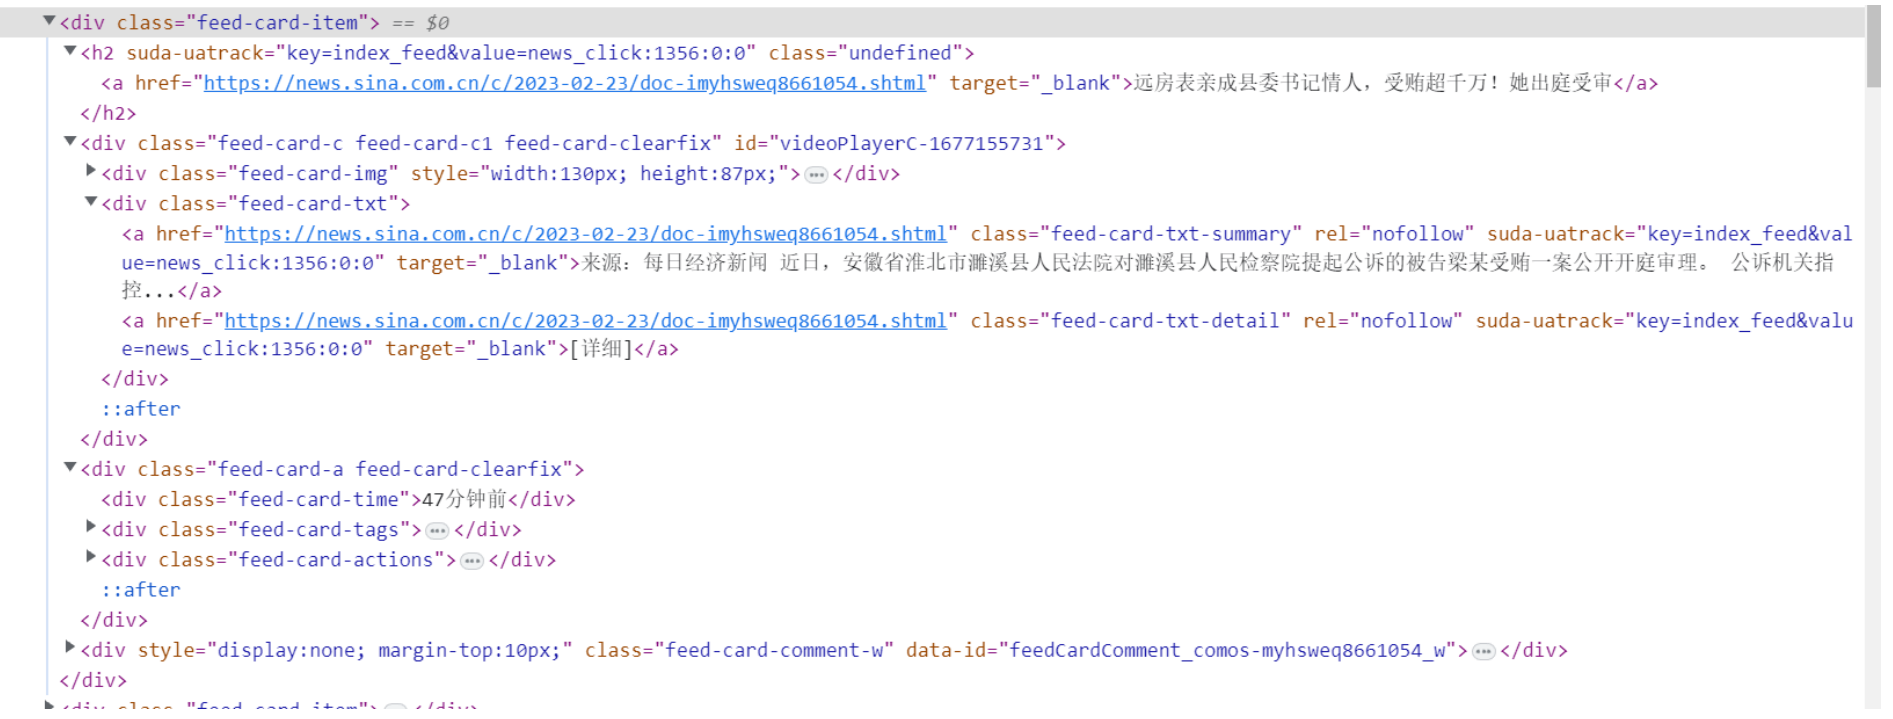 <div class="feed-card-item"> == $0
<h2 suda-uatrack="key=index_feed&value=news_click:1356:0:0" class="undefined">
<a href="https://news.sina.com.cn/c/2023-02-23/doc-imyhsweq8661054.shtml" target="_blank">远房表亲成县委书记情人，受贿超千万！她出庭受审</a>
</h2>
<div class="feed-card-c feed-card-c1 feed-card-clearfix" id="videoPlayerC-1677155731">
<div class="feed-card-img" style="width:130px; height:87px;">…</div>
<div class="feed-card-txt">
<a href="https://news.sina.com.cn/c/2023-02-23/doc-imyhsweq8661054.shtml" class="feed-card-txt-summary" rel="nofollow" suda-uatrack="key=index_feed&val
ue=news_click:1356:0:0" target="_blank">来源：每日经济新闻 近日，安徽省淮北市濉溪县人民法院对濉溪县人民检察院提起公诉的被告梁某受贿一案公开开庭审理。 公诉机关指
控...</a>
<a href="https://news.sina.com.cn/c/2023-02-23/doc-imyhsweq8661054.shtml" class="feed-card-txt-detail" rel="nofollow" suda-uatrack="key=index_feed&valu
e=news_click:1356:0:0" target="_blank">[详细]</a>
</div>
::after
</div>
<div class="feed-card-a feed-card-clearfix">
<div class="feed-card-time">47分钟前</div>
<div class="feed-card-tags">…</div>
<div class="feed-card-actions">…</div>
::after
</div>
<div style="display:none; margin-top:10px;" class="feed-card-comment-w" data-id="feedCardComment_comos-myhsweq8661054_w">…</div>
</div>
<div class="feed-card-item">…</div>